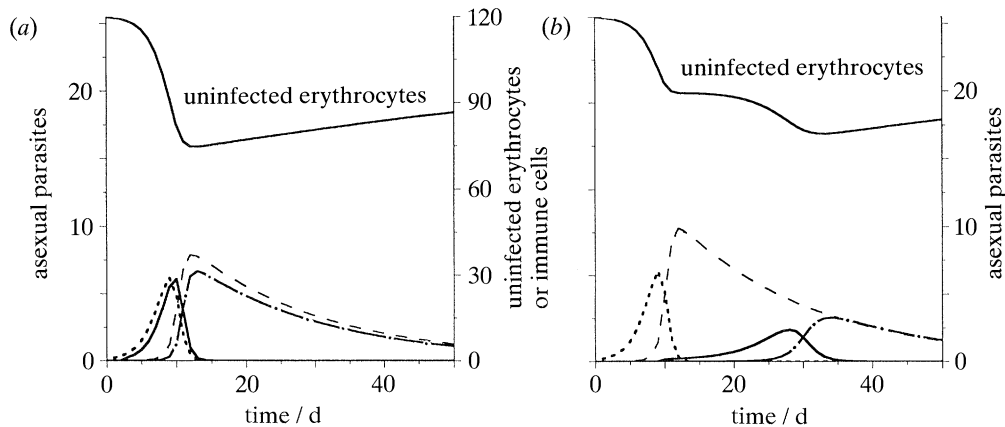 (a)
uninfected erythrocytes
asexual parasites
20
10
0
120
90
60
30
0
uninfected erythrocytes
or immune cells
0
20
40
time / d
(b)
uninfected erythrocytes
20
10
0
asexual parasites
0
20
40
time / d